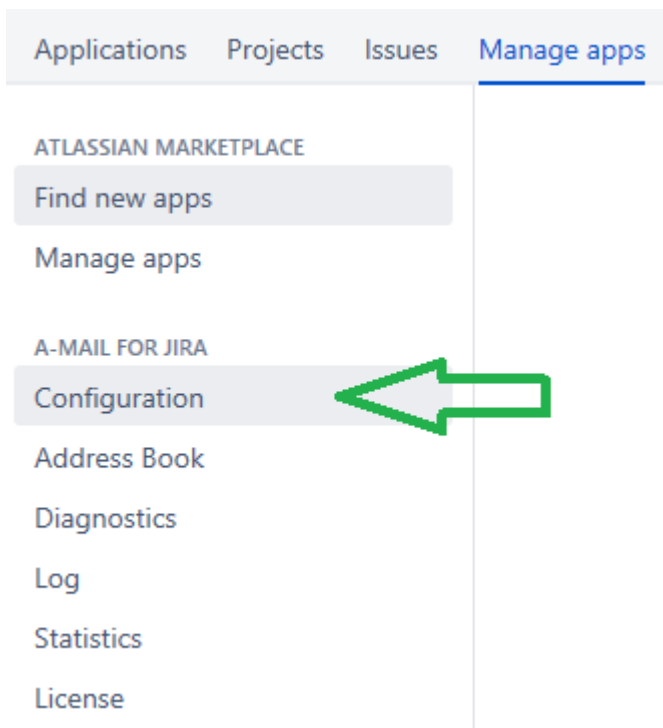 Applications Projects Issues Manage apps
ATLASSIAN MARKETPLACE
Find new apps
Manage apps
A-MAIL FOR JIRA
Configuration
Address Book
Diagnostics
Log
Statistics
License